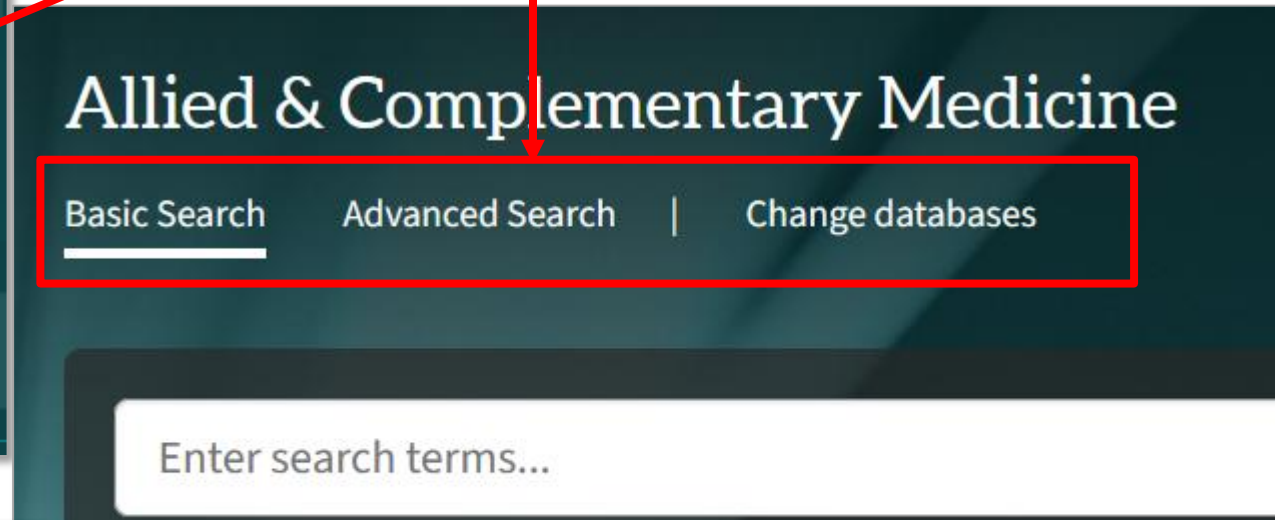 Allied & Complementary Medicine
Basic Search Advanced Search | Change databases
Enter search terms...